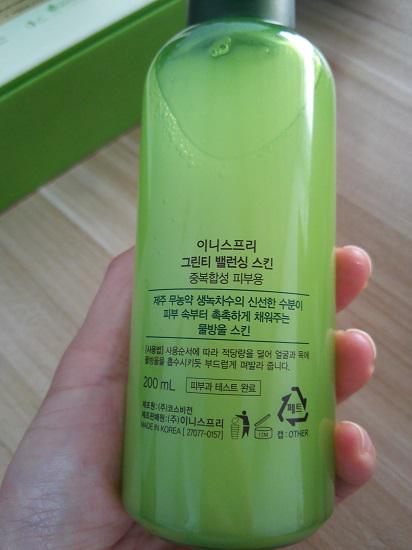 이니스프리
그린티 밸런싱 스킨
중복합성 피부용
제주 무농약 생녹차수의 신선한 수분이
피부 속부터 촉촉하게 채워주는
물방울 스킨
[사용법] 사용순서에 따라 적당량을 덜어 얼굴과 목에
물방울을 흡수시키듯 부드럽게 펴발라 줍니다.
200 mL 피부과 테스트 완료
제조원: (주)코스비전
제조판매원: (주)이니스프리
MADE IN KOREA [27077-0157]
12M
페트
캡: OTHER